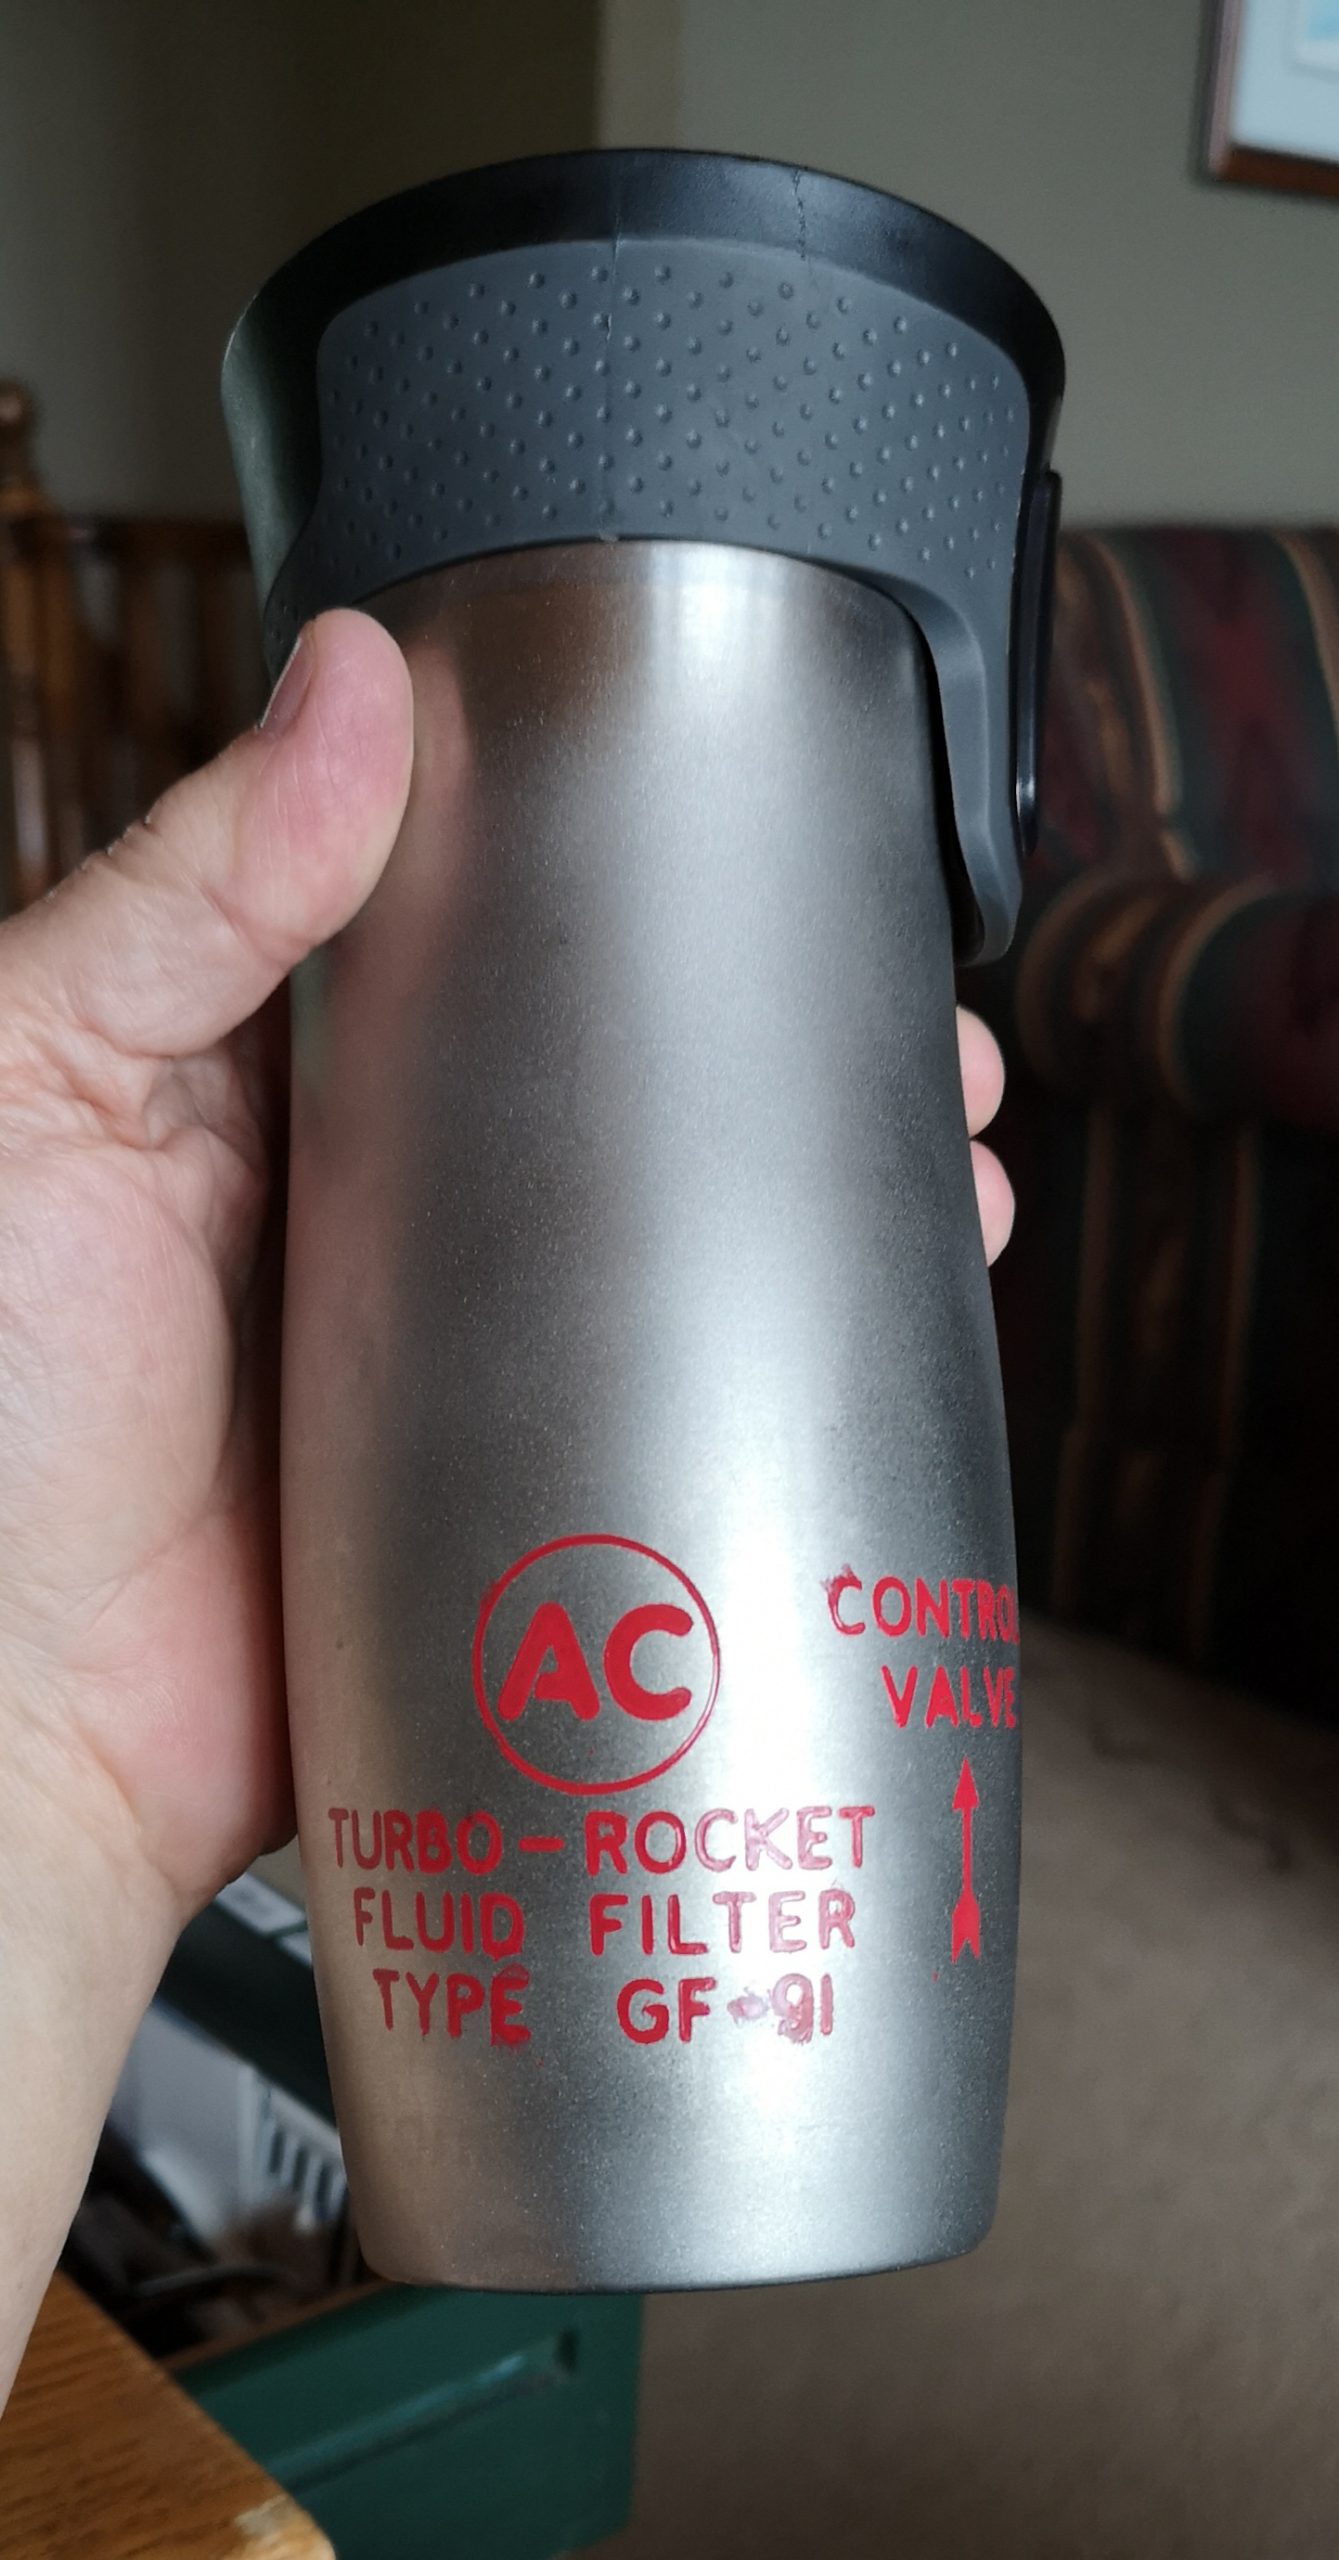 AC
TURBO-ROCKET
FLUID FILTER
TYPE GF-91
CONTROL
VALVE